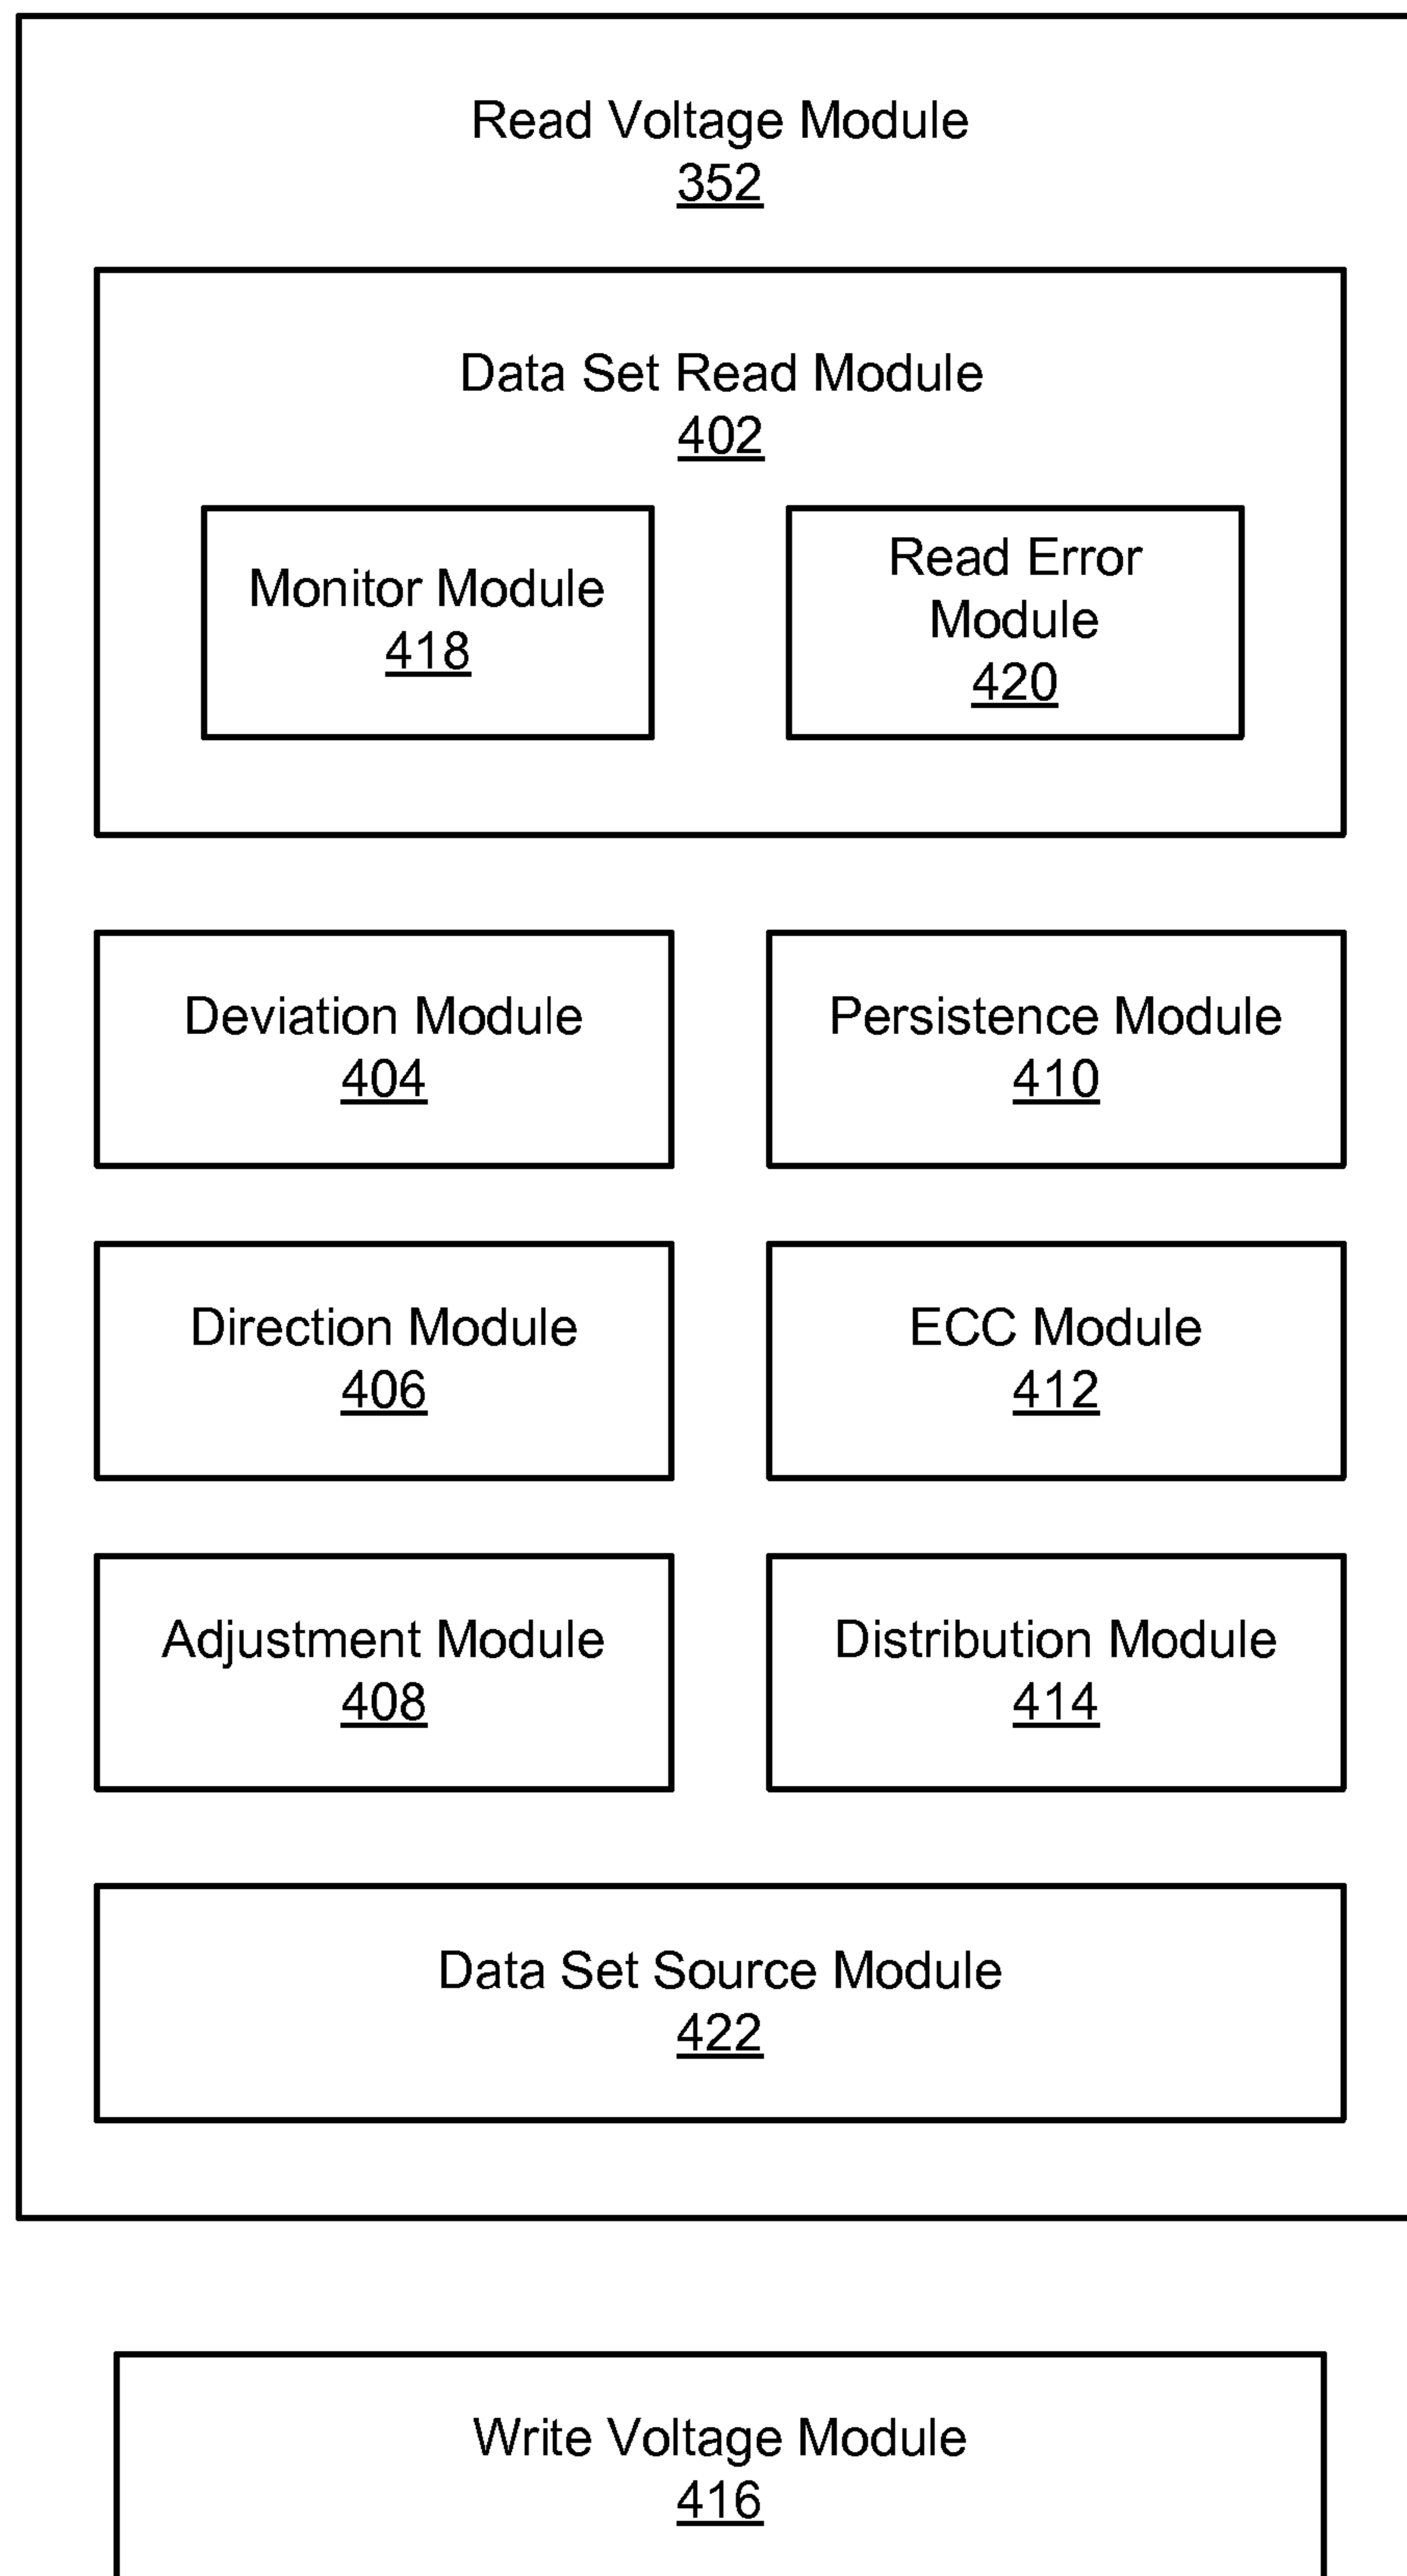 Read Voltage Module
352
Data Set Read Module
402
Monitor Module
418
Read Error
Module
420
Deviation Module
404
Persistence Module
410
Direction Module
406
ECC Module
412
Adjustment Module
408
Distribution Module
414
Data Set Source Module
422
Write Voltage Module
416